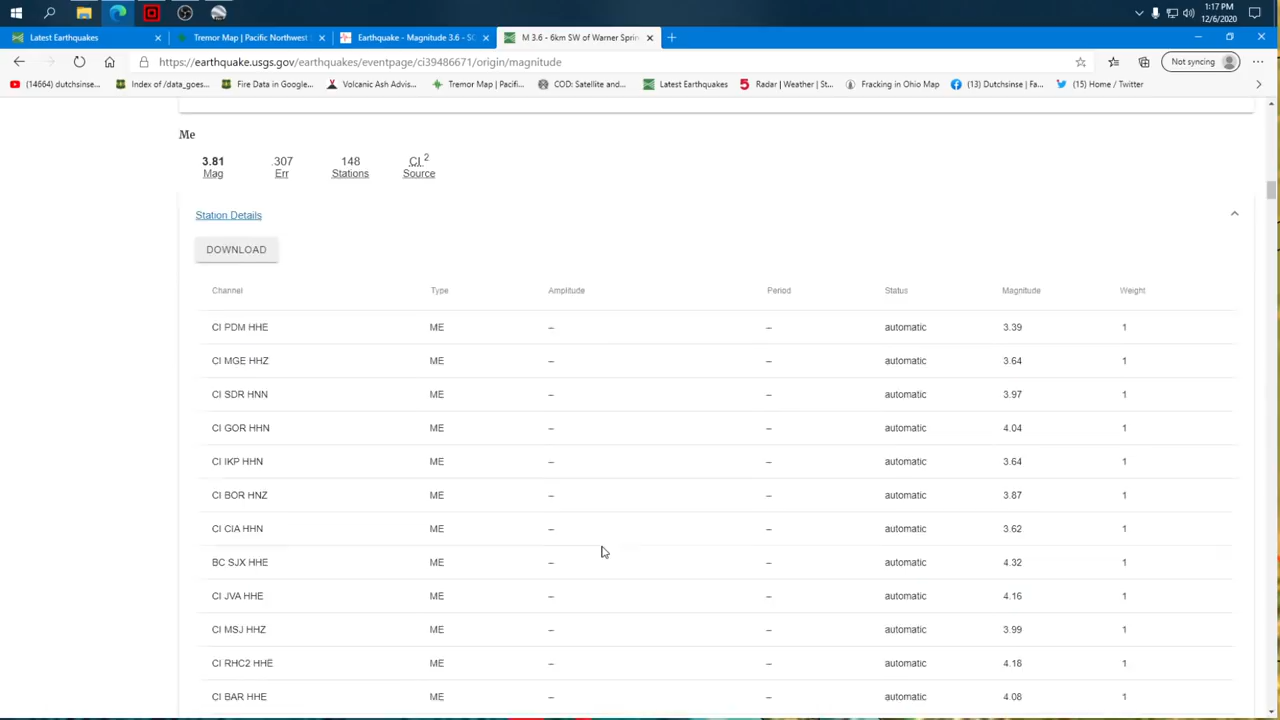 1:17 PM
12/6/2020
Latest Earthquakes
Tremor Map | Pacific Northwest
Earthquake - Magnitude 3.6 - SO
M 3.6 - 6km SW of Warner Sprin
https://earthquake.usgs.gov/earthquakes/eventpage/ci39486671/origin/magnitude
Not syncing
(14664) dutchsinse... Index of /data_goes... Fire Data in Google... Volcanic Ash Advis... Tremor Map | Pacifi... COD: Satellite and... Latest Earthquakes Radar | Weather | St... Fracking in Ohio Map (13) Dutchsinse | Fa... (15) Home / Twitter
Me
3.81 .307 148 CI 2
Mag Err Stations Source
Station Details
DOWNLOAD
Channel Type Amplitude Period Status Magnitude Weight
CI PDM HHE ME – – automatic 3.39 1
CI MGE HHZ ME – – automatic 3.64 1
CI SDR HNN ME – – automatic 3.97 1
CI GOR HHN ME – – automatic 4.04 1
CI IKP HHN ME – – automatic 3.64 1
CI BOR HNZ ME – – automatic 3.87 1
CI CIA HHN ME – – automatic 3.62 1
BC SJX HHE ME – – automatic 4.32 1
CI JVA HHE ME – – automatic 4.16 1
CI MSJ HHZ ME – – automatic 3.99 1
CI RHC2 HHE ME – – automatic 4.18 1
CI BAR HHE ME – – automatic 4.08 1